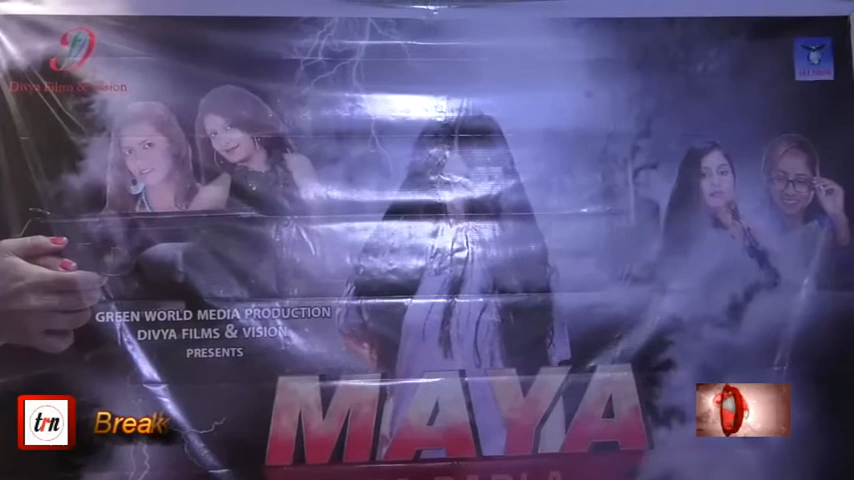 Divya Films & Vision
GREEN WORLD MEDIA PRODUCTION
DIVYA FILMS & VISION
PRESENTS
MAYA
trn
Break